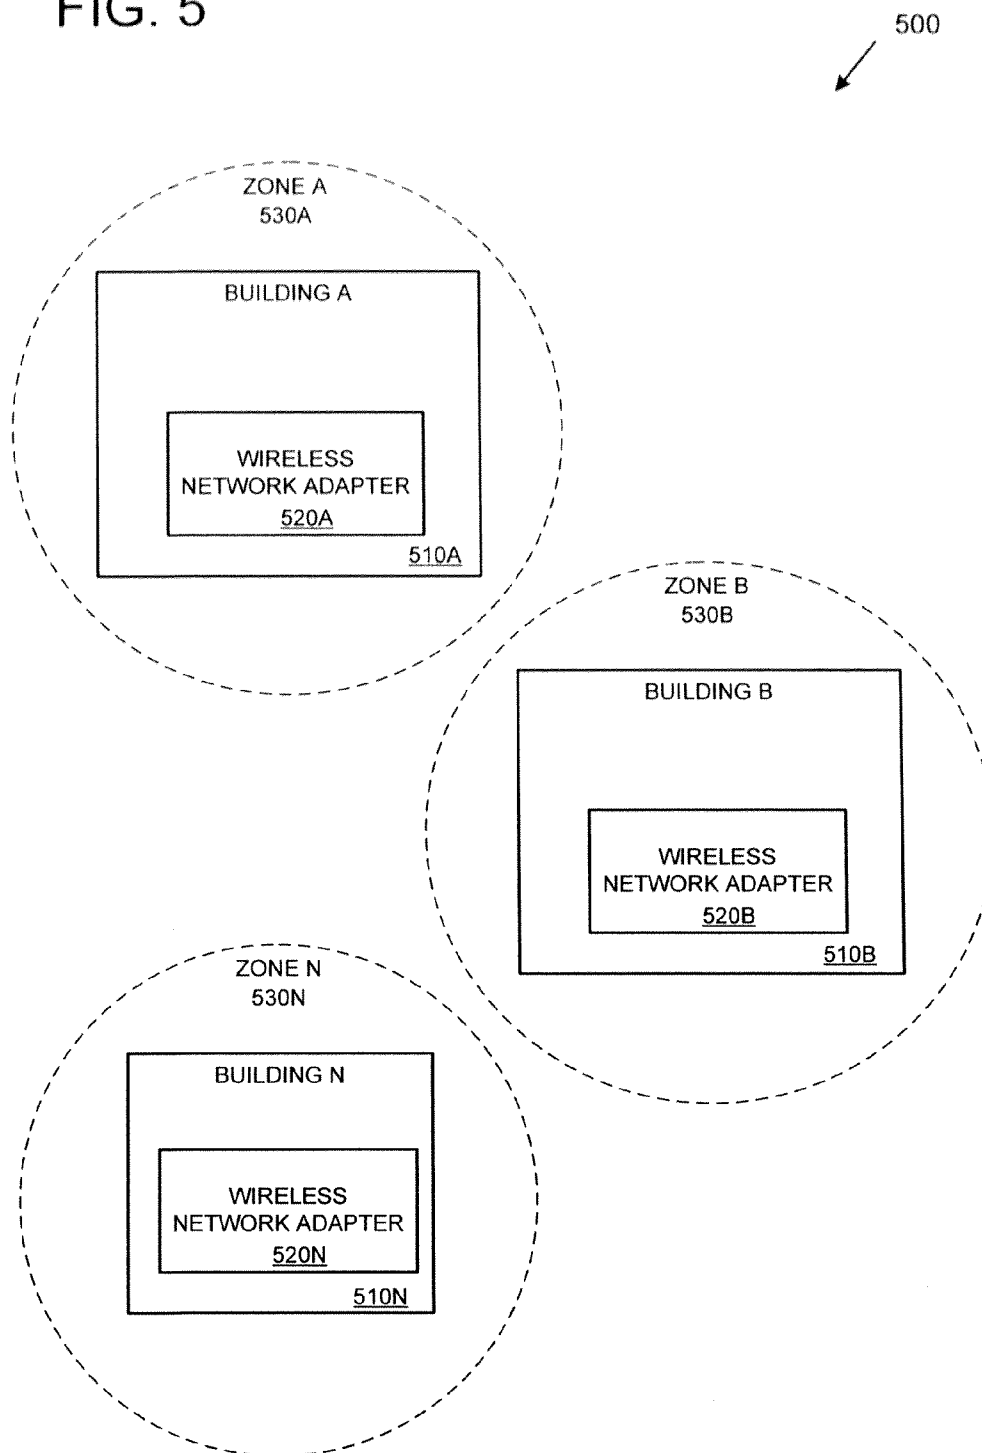 FIG. 5
500
ZONE A
530A
BUILDING A
WIRELESS
NETWORK ADAPTER
520A
510A
ZONE B
530B
BUILDING B
WIRELESS
NETWORK ADAPTER
520B
510B
ZONE N
530N
BUILDING N
WIRELESS
NETWORK ADAPTER
520N
510N